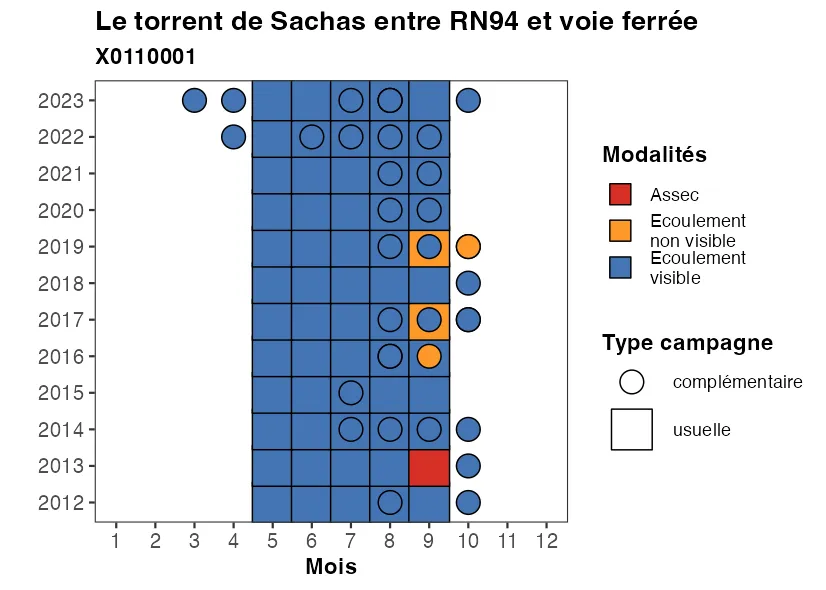 Le torrent de Sachas entre RN94 et voie ferrée
X0110001
2023
2022
2021
2020
2019
2018
2017
2016
2015
2014
2013
2012
1 2 3 4 5 6 7 8 9 10 11 12
Mois
Modalités
Assec
Ecoulement
non visible
Ecoulement
visible
Type campagne
complémentaire
usuelle